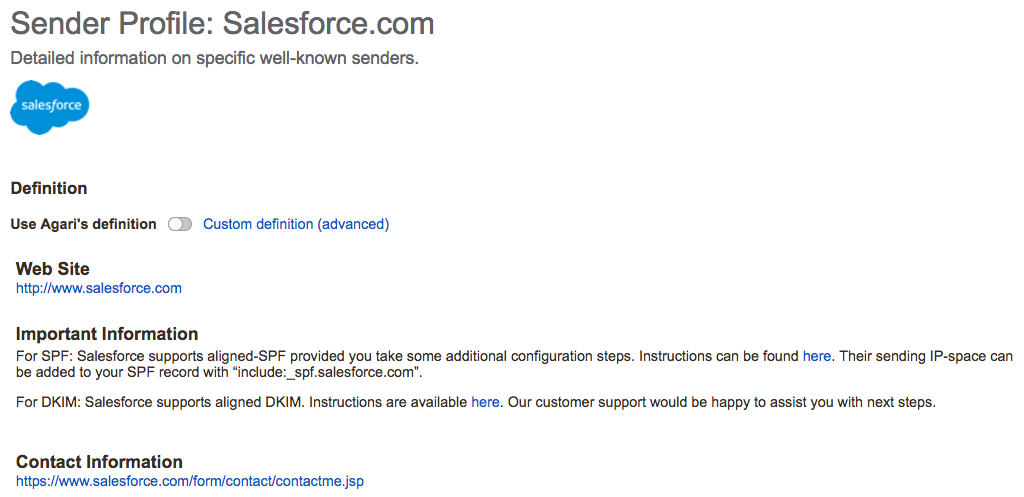 Sender Profile: Salesforce.com
Detailed information on specific well-known senders.
salesforce
Definition
Use Agari's definition Custom definition (advanced)
Web Site
http://www.salesforce.com
Important Information
For SPF: Salesforce supports aligned-SPF provided you take some additional configuration steps. Instructions can be found here. Their sending IP-space can
be added to your SPF record with “include:_spf.salesforce.com”.
For DKIM: Salesforce supports aligned DKIM. Instructions are available here. Our customer support would be happy to assist you with next steps.
Contact Information
https://www.salesforce.com/form/contact/contactme.jsp